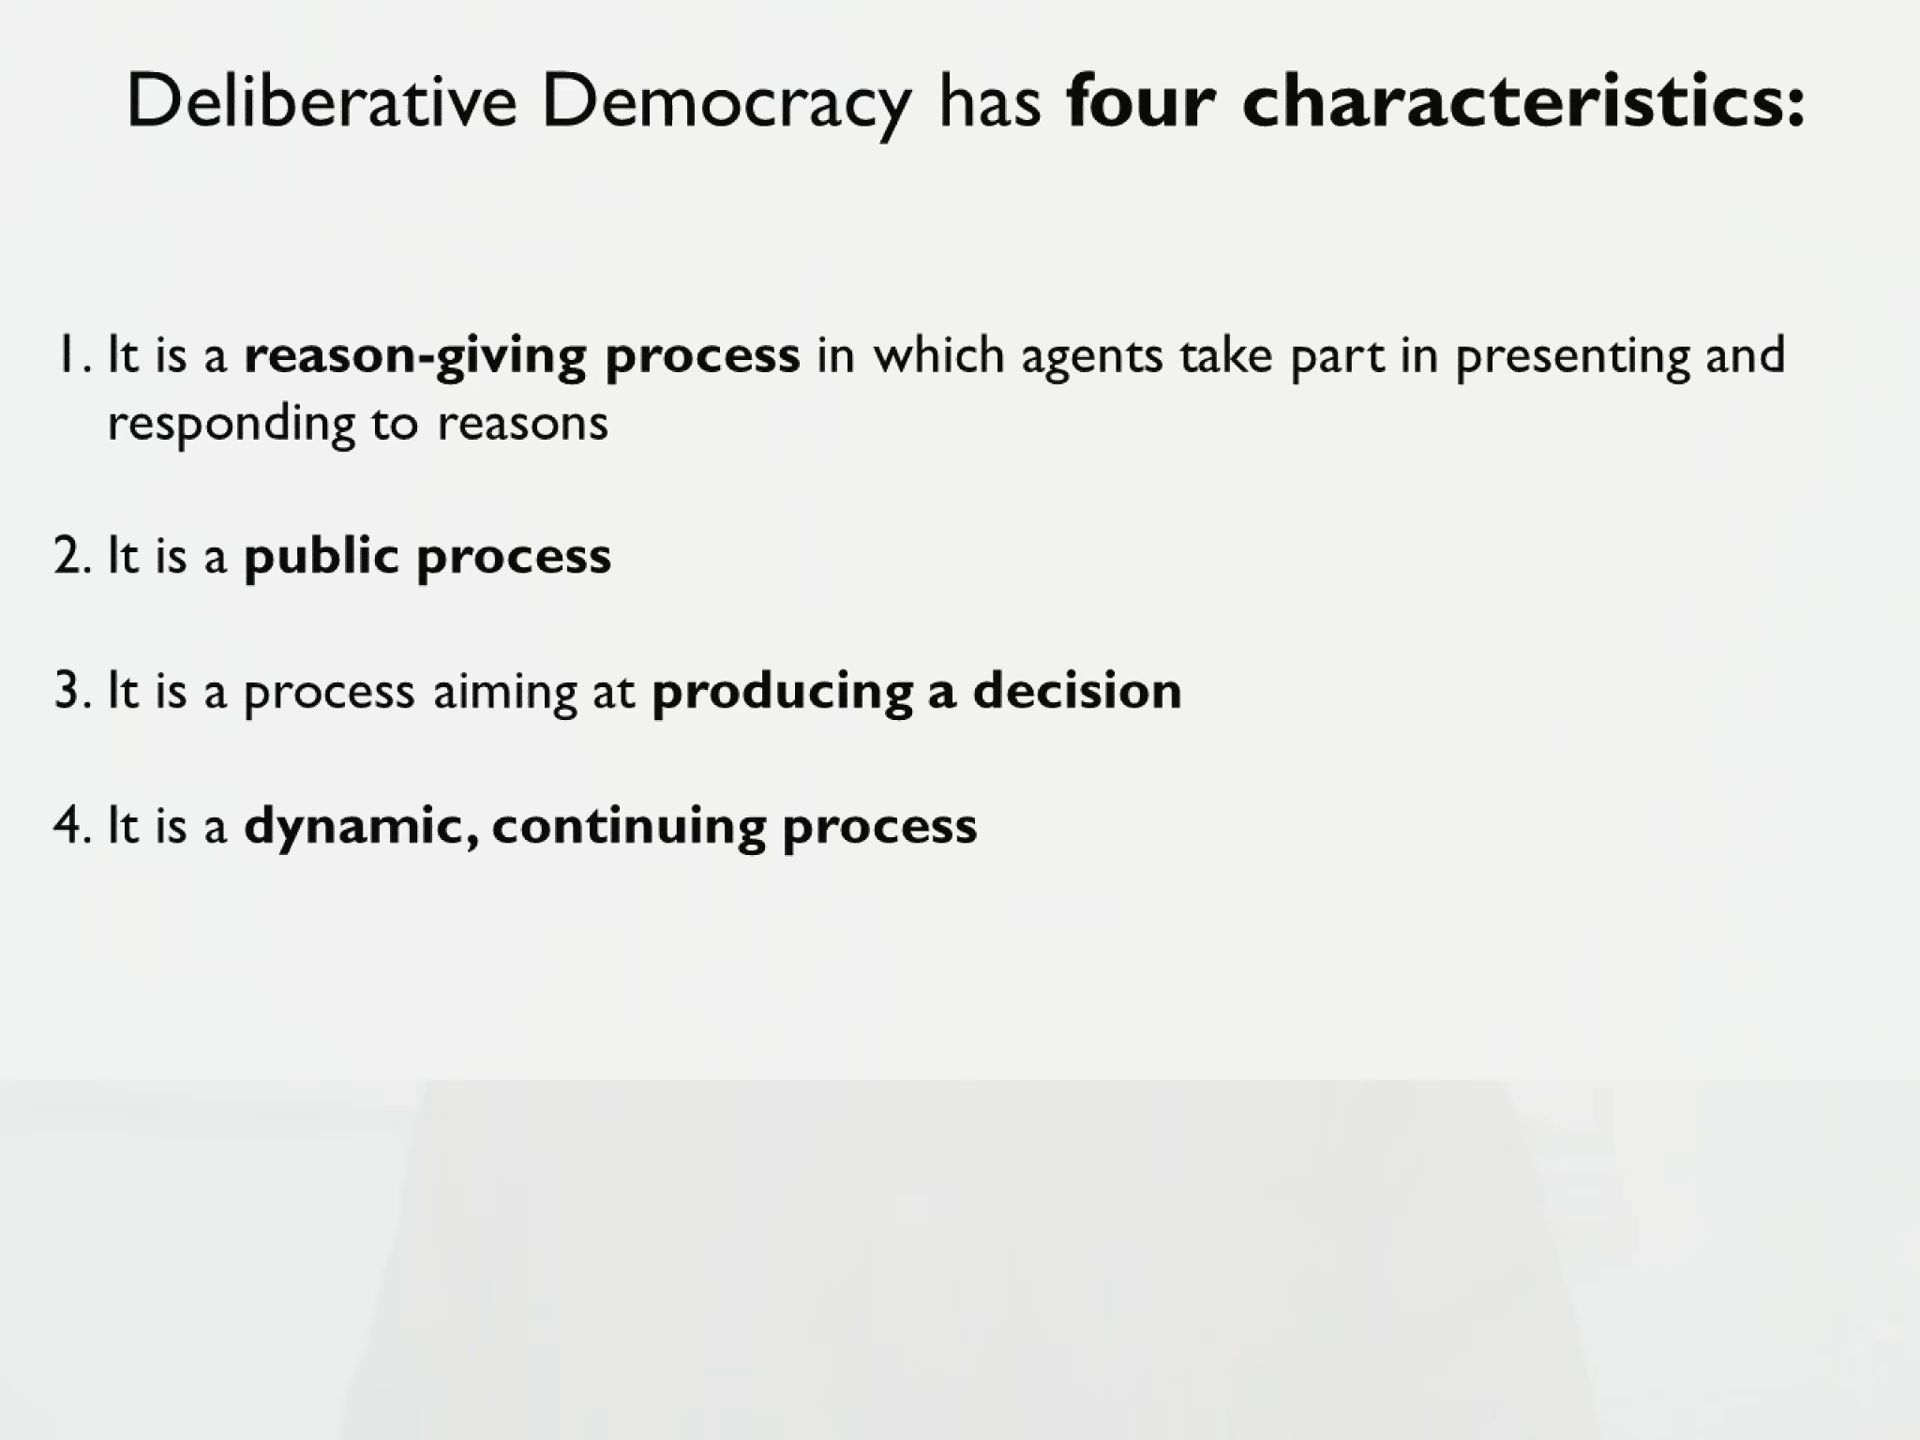 Deliberative Democracy has four characteristics:
1. It is a reason-giving process in which agents take part in presenting and
responding to reasons
2. It is a public process
3. It is a process aiming at producing a decision
4. It is a dynamic, continuing process